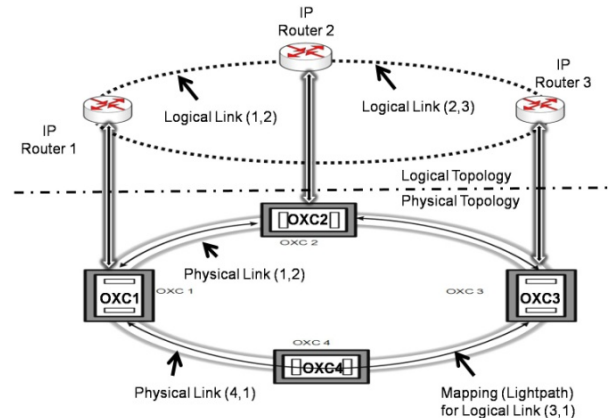 IP
Router 2
IP
Router 3
Logical Link (1,2)
Logical Link (2,3)
IP
Router 1
Logical Topology
Physical Topology
OXC2
OXC 2
Physical Link (1,2)
OXC1
OXC 1
OXC 3
OXC3
OXC 4
OXC4
Physical Link (4,1)
Mapping (Lightpath)
for Logical Link (3,1)